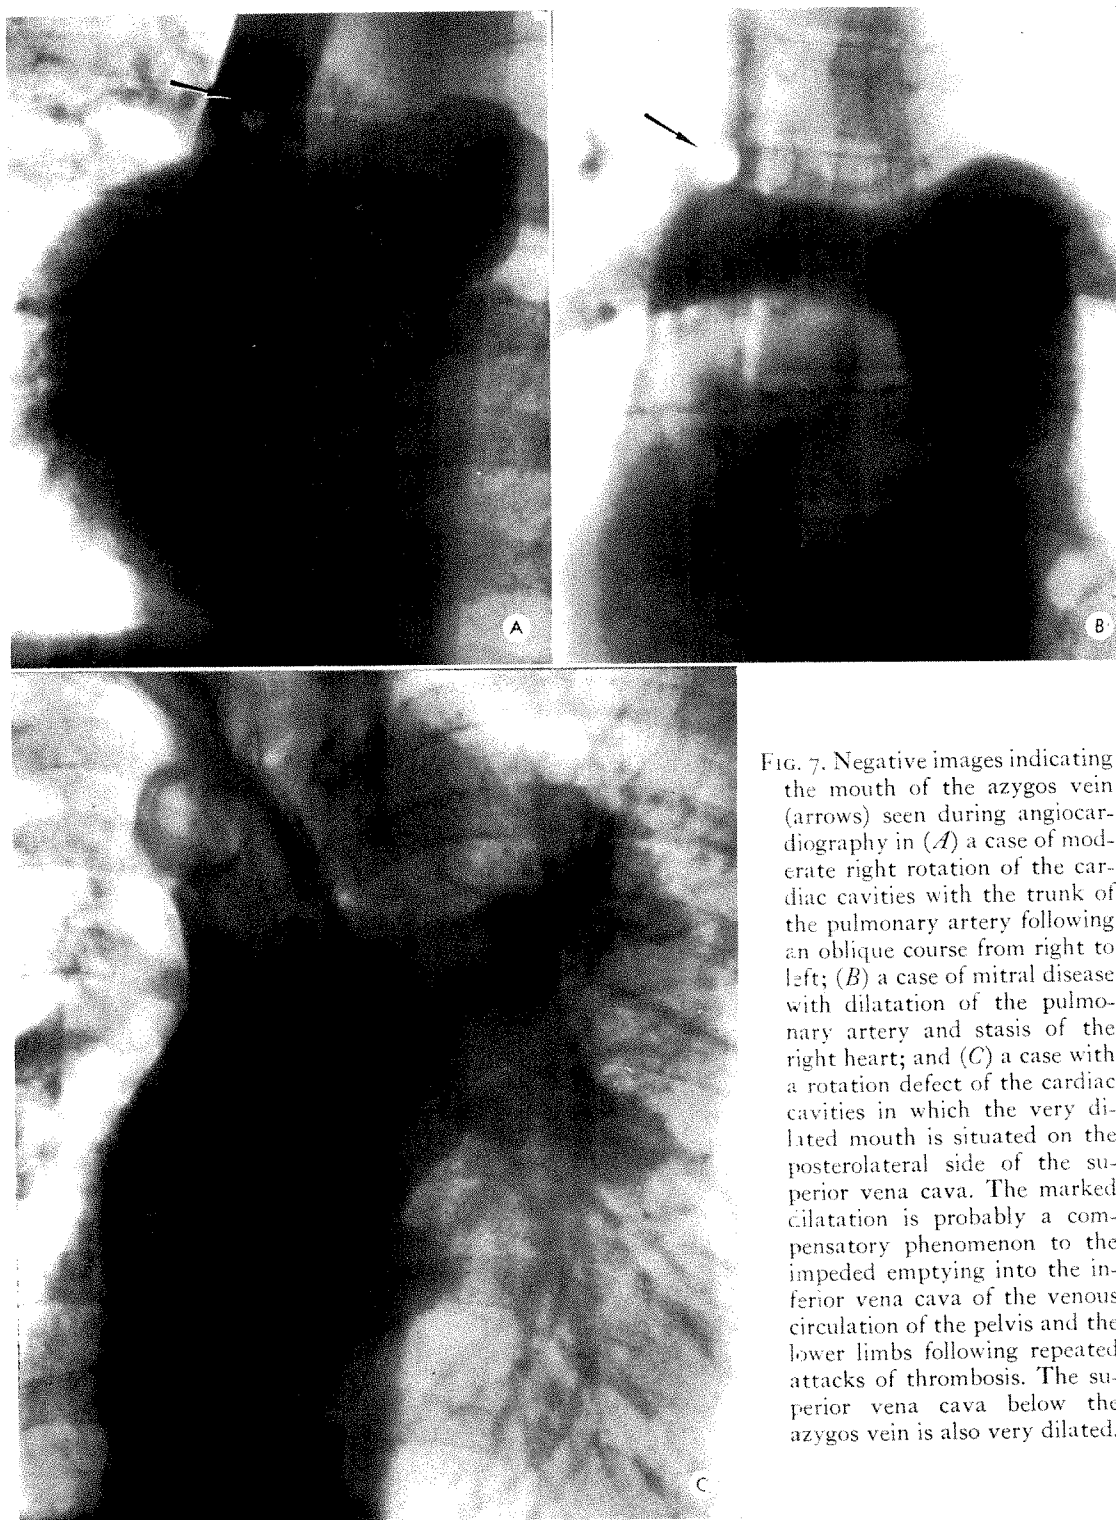 A
B
C
FIG. 7. Negative images indicating
the mouth of the azygos vein
(arrows) seen during angiocar-
diography in (A) a case of mod-
erate right rotation of the car-
diac cavities with the trunk of
the pulmonary artery following
an oblique course from right to
left; (B) a case of mitral disease
with dilatation of the pulmo-
nary artery and stasis of the
right heart; and (C) a case with
a rotation defect of the cardiac
cavities in which the very di-
lated mouth is situated on the
posterolateral side of the su-
perior vena cava. The marked
dilatation is probably a com-
pensatory phenomenon to the
impeded emptying into the in-
ferior vena cava of the venous
circulation of the pelvis and the
lower limbs following repeated
attacks of thrombosis. The su-
perior vena cava below the
azygos vein is also very dilated.